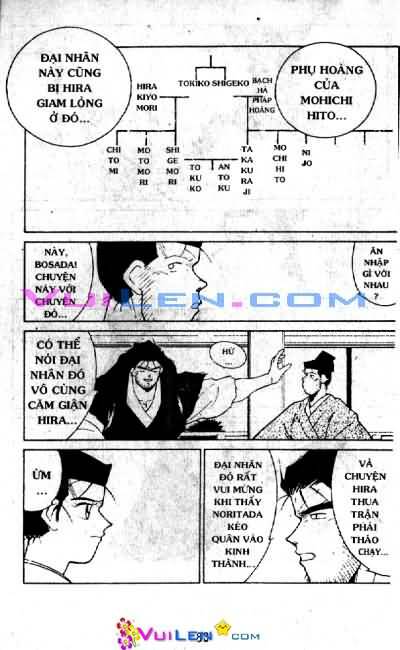 ĐẠI NHÂN
NÀY CŨNG
BỊ HIRA
GIAM LỎNG
Ở ĐÓ...
PHỤ HOÀNG
CỦA
MOHICHI
HITO...
HIRA
KIYO
MORI
TOKIKO
SHIGEKO
BẠCH
HÀ
PHÁP
HOÀNG
CHI
TO
MI
MO
TO
MO
RI
SHI
GE
MO
RI
TO
KU
KO
AN
TO
KU
TA
KA
KU
RA
JI
MO
CHI
HI
TO
NI
JO
NÀY,
BOSADA!
CHUYỆN
NÀY VỚI
CHUYỆN
ĐÓ...
ĂN
NHẬP
GÌ VỚI
NHAU
?
VuiLen.com
CÓ THỂ
NÓI ĐẠI
NHÂN ĐÓ
VÔ CÙNG
CĂM GIẬN
HIRA...
HỪ
...
ỪM
...
ĐẠI NHÂN
ĐÓ RẤT
VUI MỪNG
KHI THẤY
NORITADA
KÉO
QUÂN VÀO
KINH
THÀNH...
VÀ
CHUYỆN
HIRA
THUA
TRẬN
PHẢI
THÁO
CHẠY...
VuiLen.com